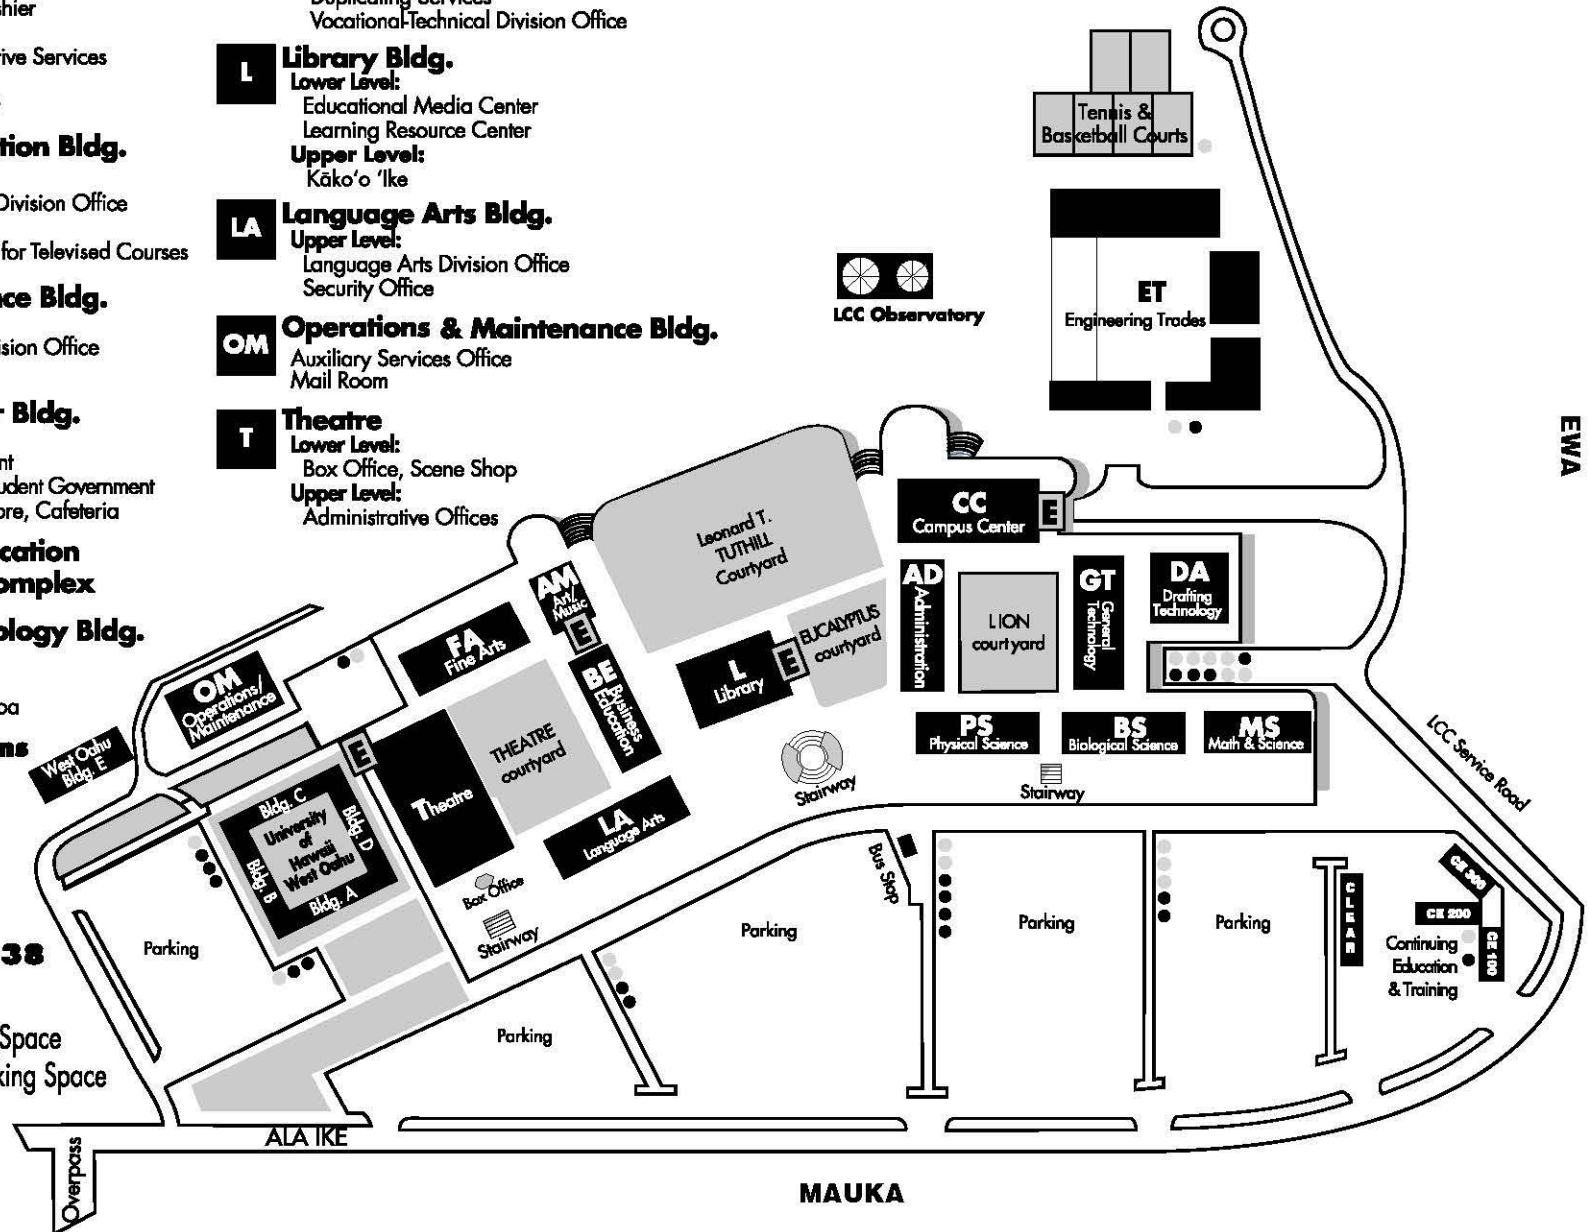 hier
ive Services
tion Bldg.
Division Office
for Televised Courses
ce Bldg.
ision Office
Bldg.
nt
udent Government
ore, Cafeteria
cation
omplex
ology Bldg.
oa
ns
38
Space
king Space
Duplicating Services
Vocational-Technical Division Office
L
Library Bldg.
Lower Level:
Educational Media Center
Learning Resource Center
Upper Level:
Kāko‘o ‘Ike
LA
Language Arts Bldg.
Upper Level:
Language Arts Division Office
Security Office
OM
Operations & Maintenance Bldg.
Auxiliary Services Office
Mail Room
T
Theatre
Lower Level:
Box Office, Scene Shop
Upper Level:
Administrative Offices
Tennis &
Basketball Courts
LCC Observatory
ET
Engineering Trades
EWA
CC
Campus Center
E
Leonard T.
TUTHILL
Courtyard
AM
Art/
Music
E
FA
Fine Arts
AD
Administration
LION
courtyard
GT
General
Technology
DA
Drafting
Technology
EUCALYPTUS
courtyard
L
Library
E
BE
Business
Education
OM
Operations/
Maintenance
West Oahu
Bldg. E
E
THEATRE
courtyard
Theatre
PS
Physical Science
BS
Biological Science
MS
Math & Science
Stairway
Stairway
LCC Service Road
Bldg. C
Bldg. D
University
of
Hawaii
West Oahu
Bldg. B
Bldg. A
LA
Language Arts
Box Office
Stairway
Bus Stop
Parking
Parking
Parking
Parking
Parking
CLEAR
CE 300
CE 200
CE 100
Continuing
Education
& Training
ALA IKE
Overpass
MAUKA